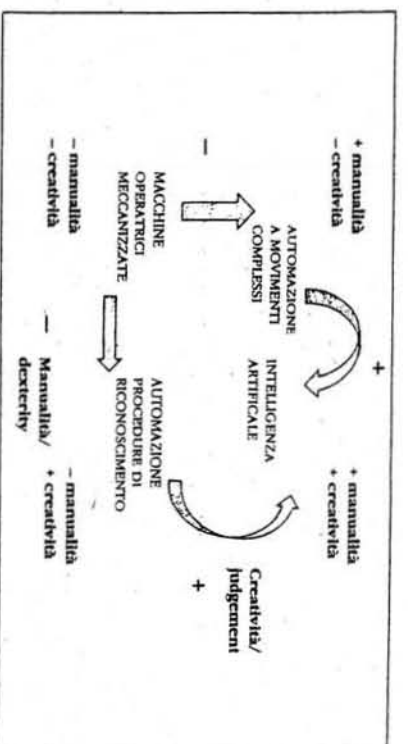 +
+ manualità
– creatività
+ manualità
+ creatività
AUTOMAZIONE
A MOVIMENTI
COMPLESSI
INTELLIGENZA
ARTIFICALE
Creatività/
judgement
–
+
MACCHINE
OPERATRICI
MECCANIZZATE
AUTOMAZIONE
PROCEDURE DI
RICONOSCIMENTO
– manualità
– creatività
– manualità
+ creatività
– Manualità/
dexterity